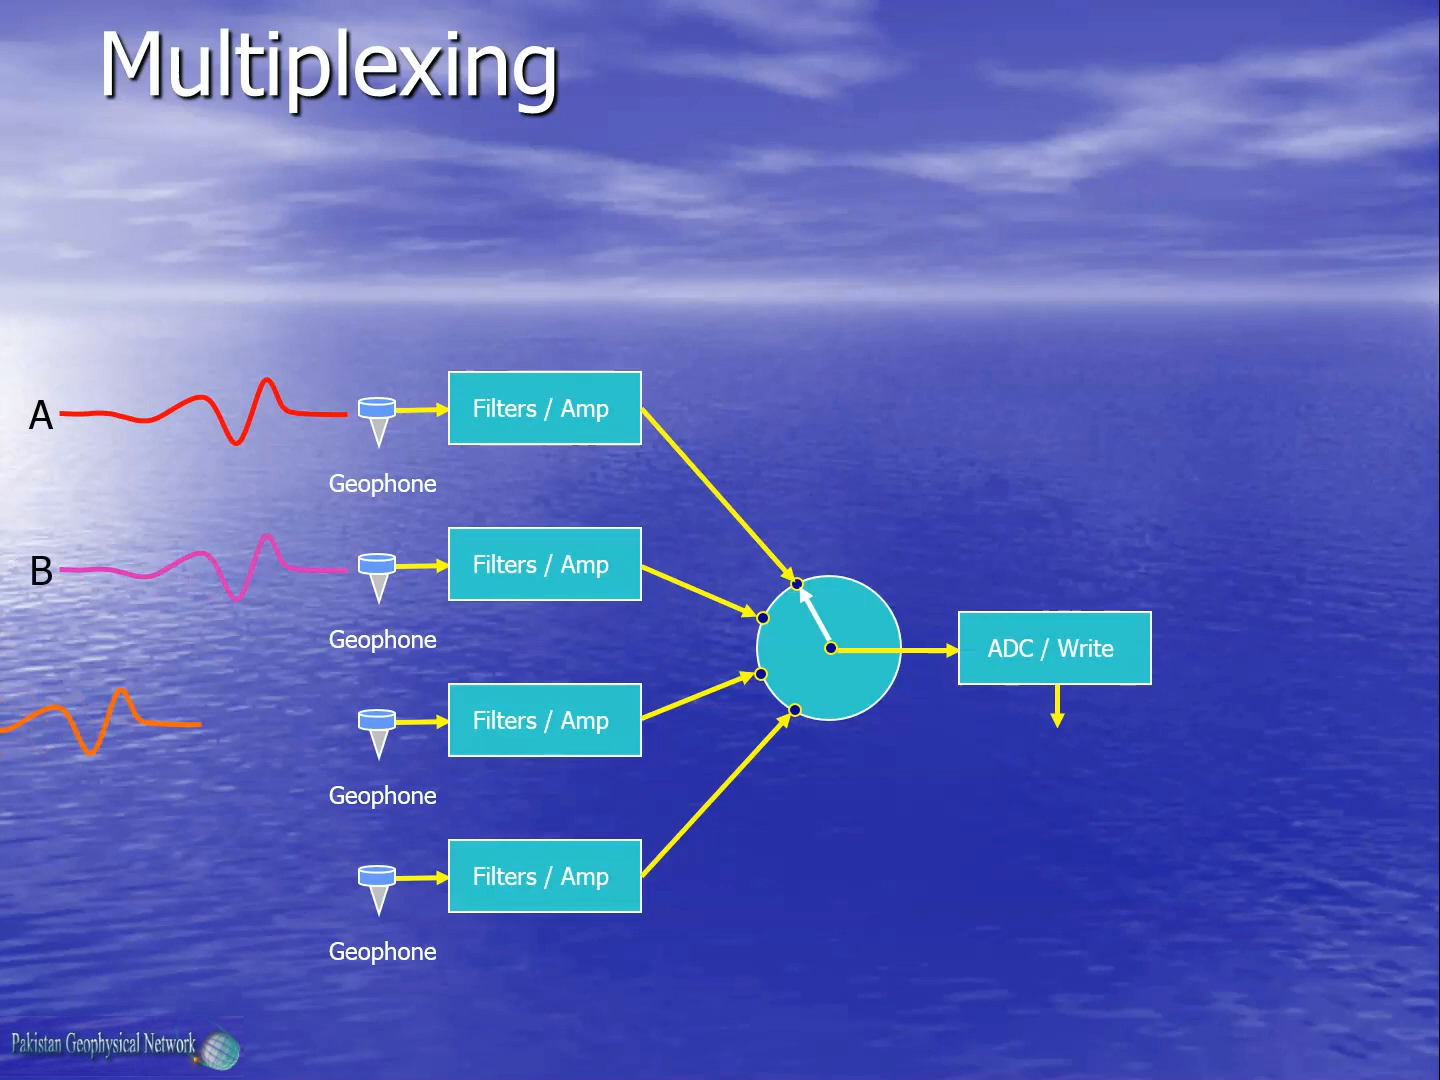 Multiplexing
A
Filters / Amp
Geophone
B
Filters / Amp
Geophone
ADC / Write
Filters / Amp
Geophone
Filters / Amp
Geophone
Pakistan Geophysical Network